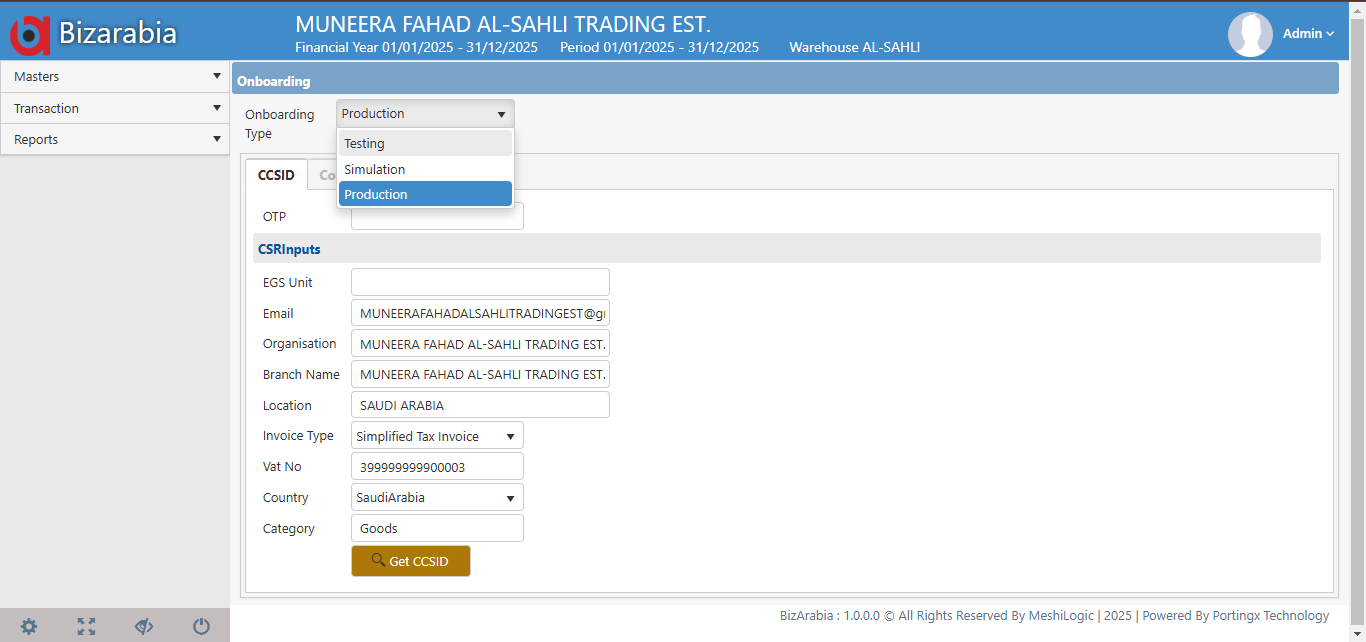 Bizarabia
MUNEERA FAHAD AL-SAHLI TRADING EST.
Financial Year 01/01/2025 - 31/12/2025 Period 01/01/2025 - 31/12/2025 Warehouse AL-SAHLI
Admin
Masters
Transaction
Reports
Onboarding
Onboarding Type
Production
Testing
Simulation
Production
CCSID
Co
OTP
CSRInputs
EGS Unit
Email MUNEERAFAHADALSAHLITRADINGEST@g
Organisation MUNEERA FAHAD AL-SAHLI TRADING EST.
Branch Name MUNEERA FAHAD AL-SAHLI TRADING EST.
Location SAUDI ARABIA
Invoice Type Simplified Tax Invoice
Vat No 399999999900003
Country SaudiArabia
Category Goods
Get CCSID
BizArabia : 1.0.0.0 © All Rights Reserved By MeshiLogic | 2025 | Powered By Portingx Technology